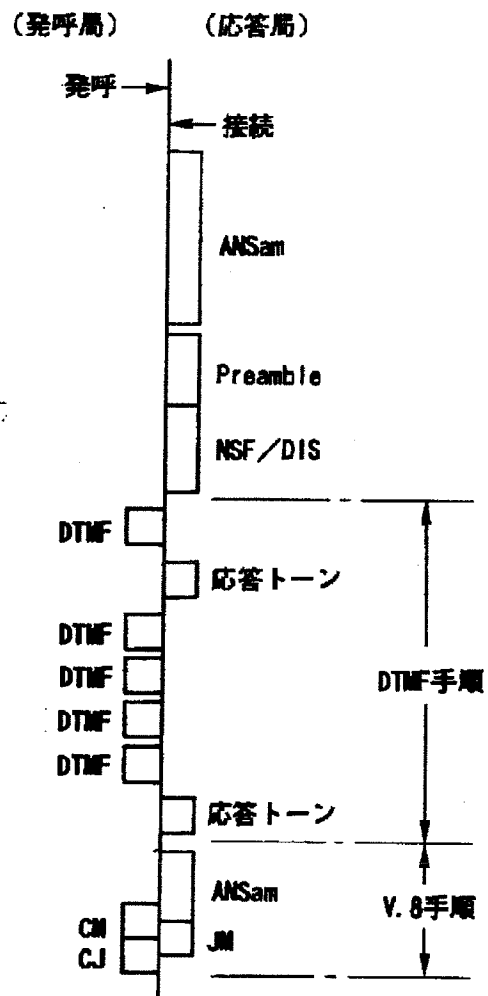 (発呼局) (応答局)
発呼
接続
ANSam
Preamble
NSF/DIS
DTMF
応答トーン
DTMF
DTMF
DTMF手順
DTMF
DTMF
応答トーン
ANSam
V.8手順
CM
JM
CJ